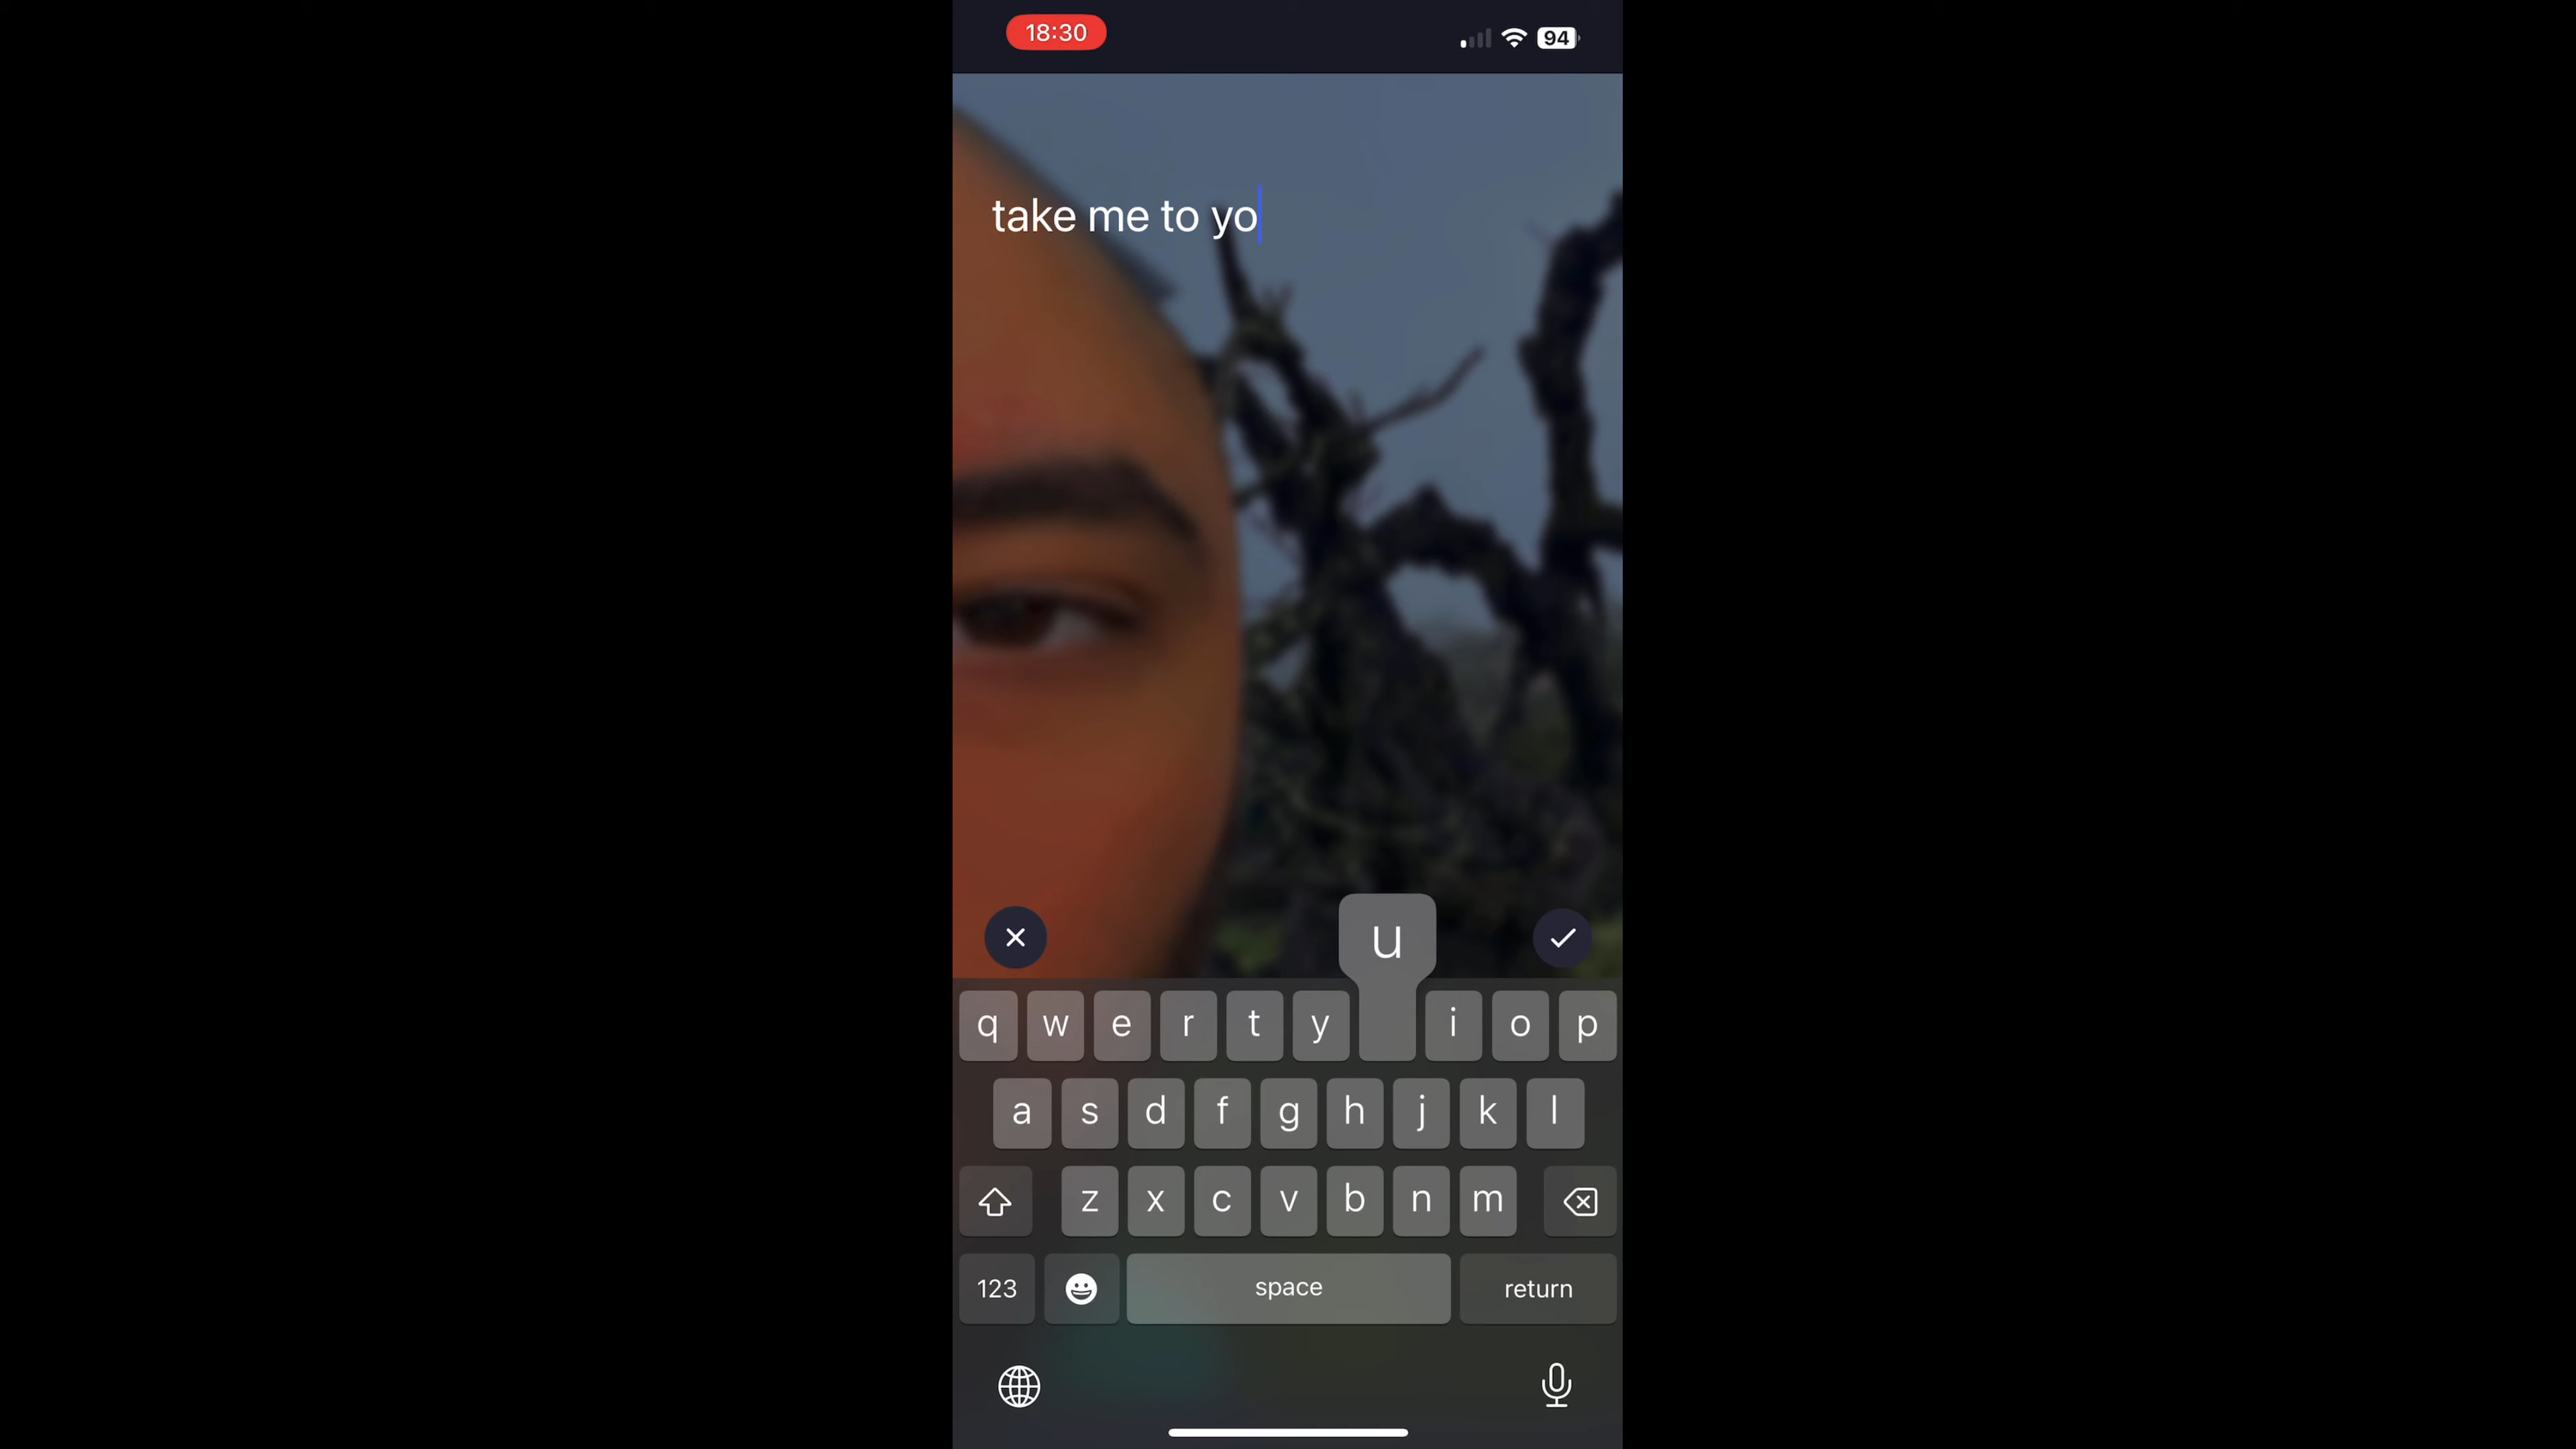 18:30
94
take me to yo
u
q w e r t y i o p
a s d f g h j k l
z x c v b n m
123 space return